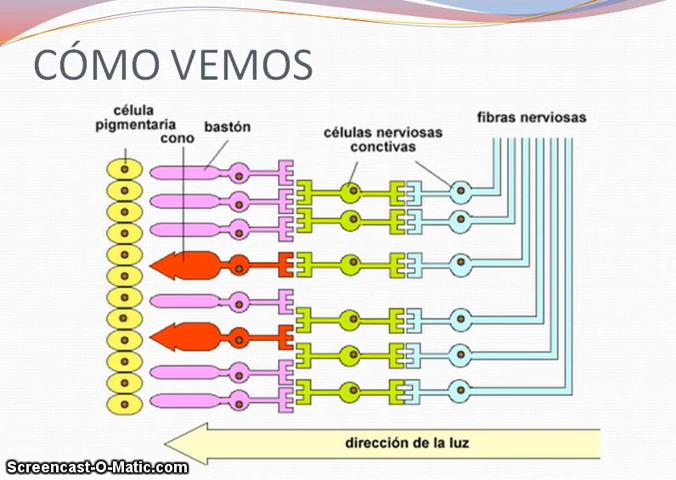 CÓMO VEMOS
célula
pigmentaria
cono
bastón
células nerviosas
conctivas
fibras nerviosas
dirección de la luz
Screencast-O-Matic.com